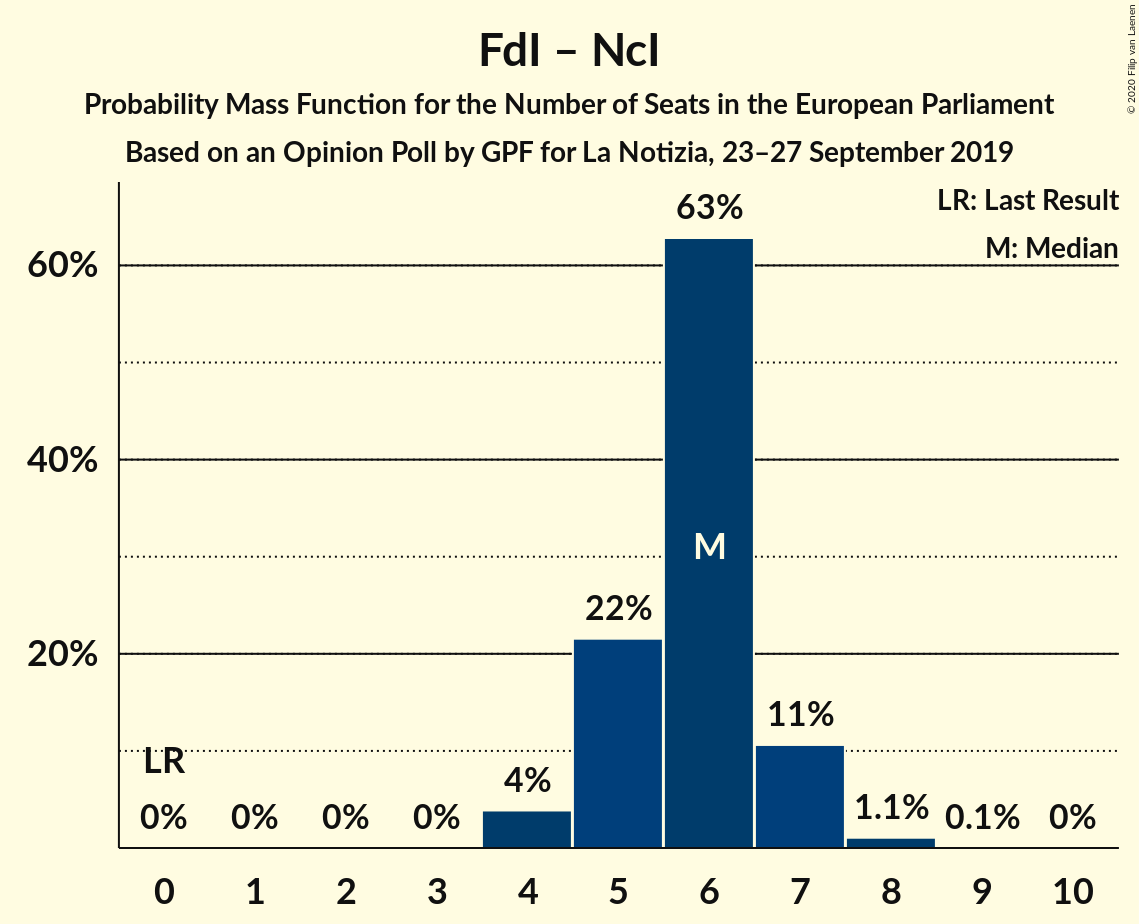 FdI – NcI
Probability Mass Function for the Number of Seats in the European Parliament
Based on an Opinion Poll by GPF for La Notizia, 23–27 September 2019
© 2020 Filip van Laenen
LR: Last Result
M: Median
63%
60%
40%
M
22%
20%
11%
LR
4%
1.1%
0% 0% 0% 0% 0.1% 0%
0 1 2 3 4 5 6 7 8 9 10